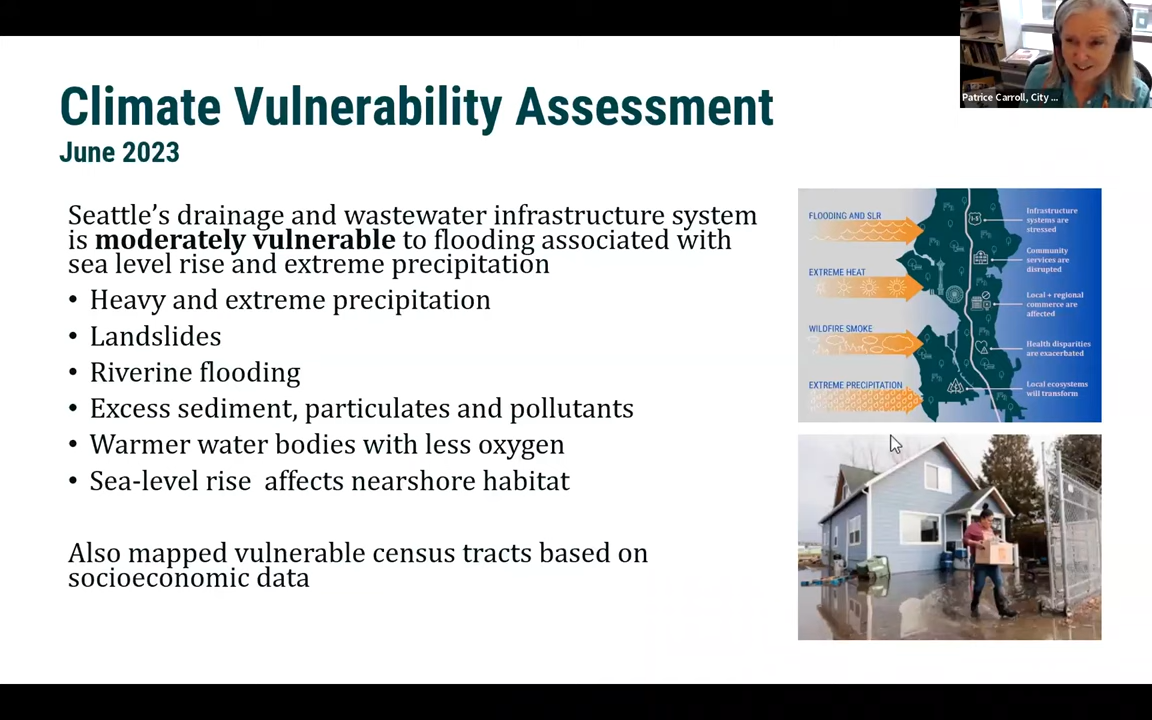 Climate Vulnerability Assessment
June 2023
Seattle's drainage and wastewater infrastructure system
is moderately vulnerable to flooding associated with
sea level rise and extreme precipitation
• Heavy and extreme precipitation
• Landslides
• Riverine flooding
• Excess sediment, particulates and pollutants
• Warmer water bodies with less oxygen
• Sea-level rise  affects nearshore habitat
Also mapped vulnerable census tracts based on
socioeconomic data
Patrice Carroll, City ...
FLOODING AND SLR
EXTREME HEAT
WILDFIRE SMOKE
EXTREME PRECIPITATION
I-5
Infrastructure
systems are
stressed
Community
services are
disrupted
Local + regional
commerce are
affected
Health disparities
are exacerbated
Local ecosystems
will transform